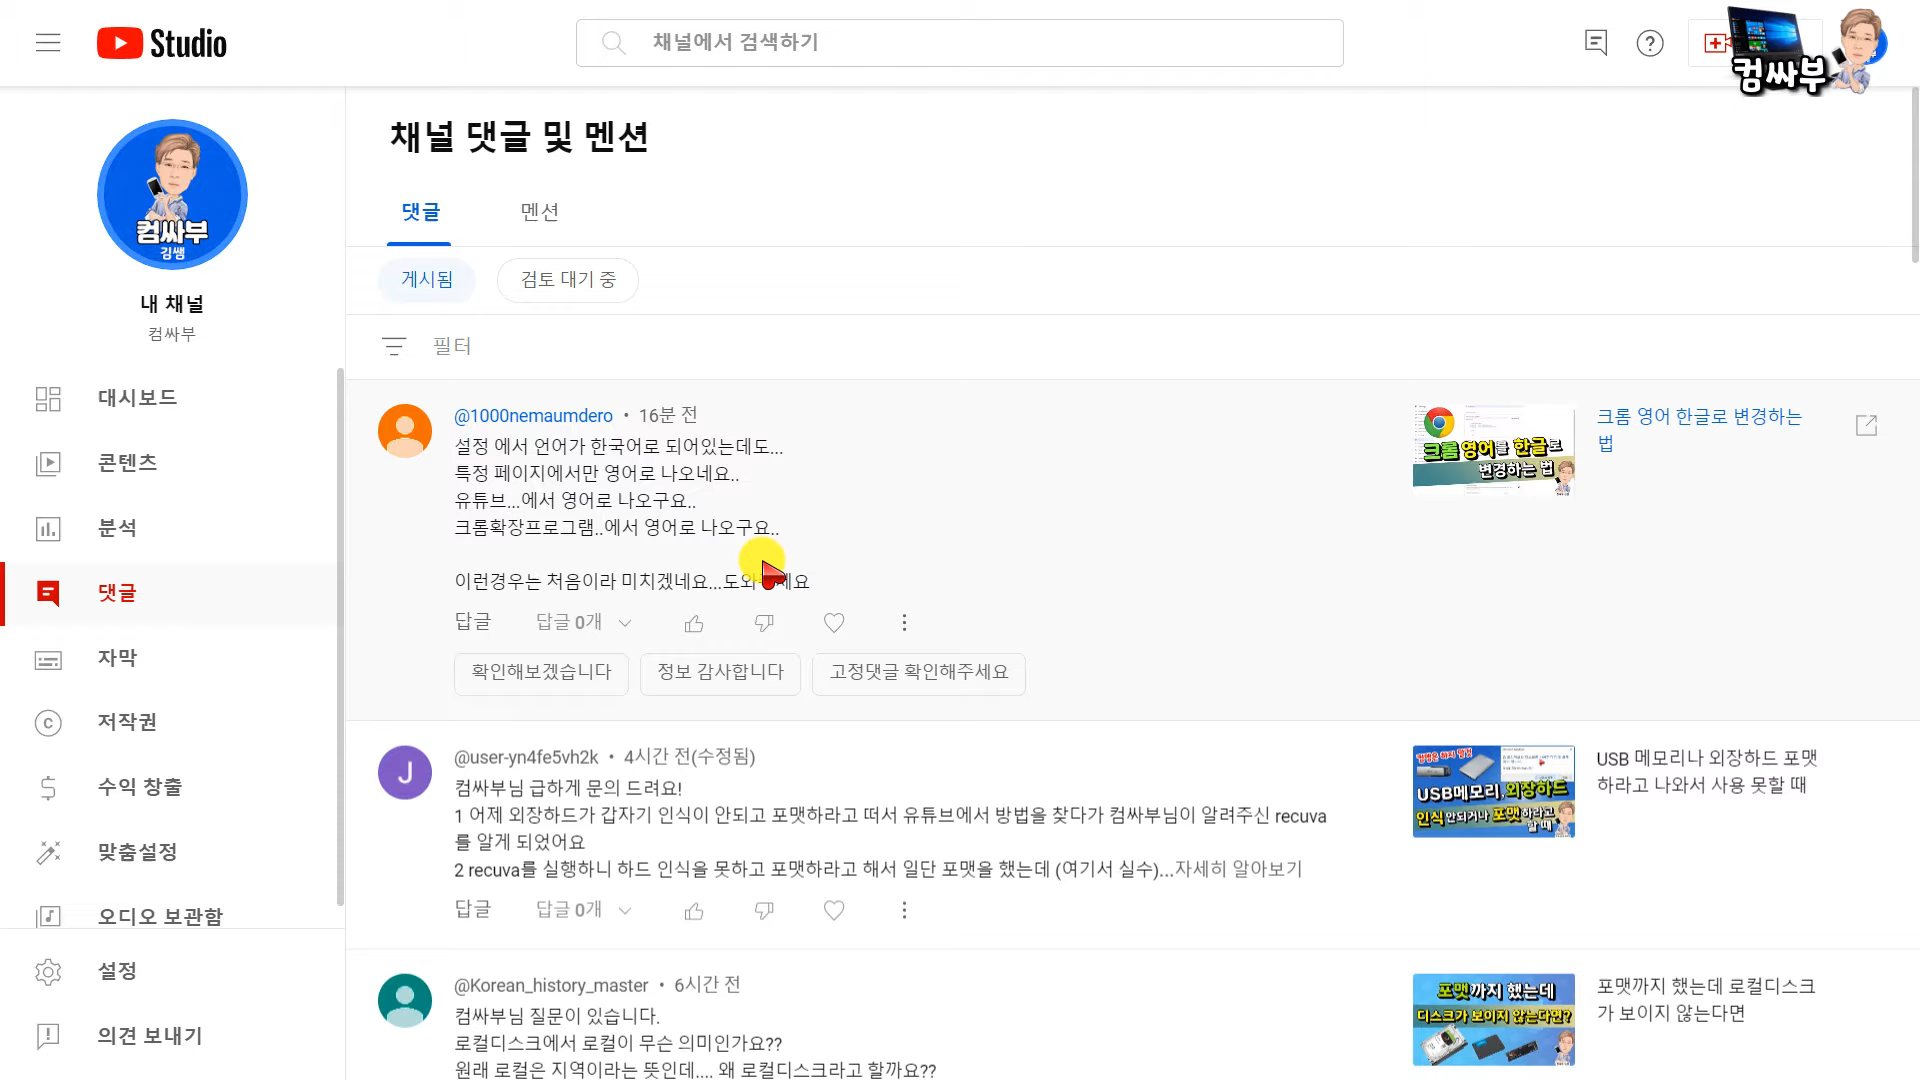 Studio
채널에서 검색하기
컴싸부
컴싸부
김쌤
내 채널
컴싸부
대시보드
콘텐츠
분석
댓글
자막
저작권
수익 창출
맞춤설정
오디오 보관함
설정
의견 보내기
채널 댓글 및 멘션
댓글
멘션
게시됨
검토 대기 중
필터
@1000nemaumdero • 16분 전
설정 에서 언어가 한국어로 되어있는데도...
특정 페이지에서만 영어로 나오네요..
유튜브...에서 영어로 나오구요..
크롬확장프로그램..에서 영어로 나오구요..
이런경우는 처음이라 미치겠네요...
답글
답글 0개
확인해보겠습니다
정보 감사합니다
고정댓글 확인해주세요
크롬 영어를 한글로
변경하는 법
크롬 영어 한글로 변경하는
법
@user-yn4fe5vh2k • 4시간 전(수정됨)
J
컴싸부님 급하게 문의 드려요!
1 어제 외장하드가 갑자기 인식이 안되고 포맷하라고 떠서 유튜브에서 방법을 찾다가 컴싸부님이 알려주신 recuva
를 알게 되었어요
2 recuva를 실행하니 하드 인식을 못하고 포맷하라고 해서 일단 포맷을 했는데 (여기서 실수)...자세히 알아보기
답글
답글 0개
USB메모리, 외장하드
인식 안되거나 포맷하라고
할 때
USB 메모리나 외장하드 포맷
하라고 나와서 사용 못할 때
@Korean_history_master • 6시간 전
컴싸부님 질문이 있습니다.
로컬디스크에서 로컬이 무슨 의미인가요??
원래 로컬은 지역이라는 뜻인데.... 왜 로컬디스크라고 할까요??
포맷까지 했는데
디스크가 보이지 않는다면?
포맷까지 했는데 로컬디스크
가 보이지 않는다면